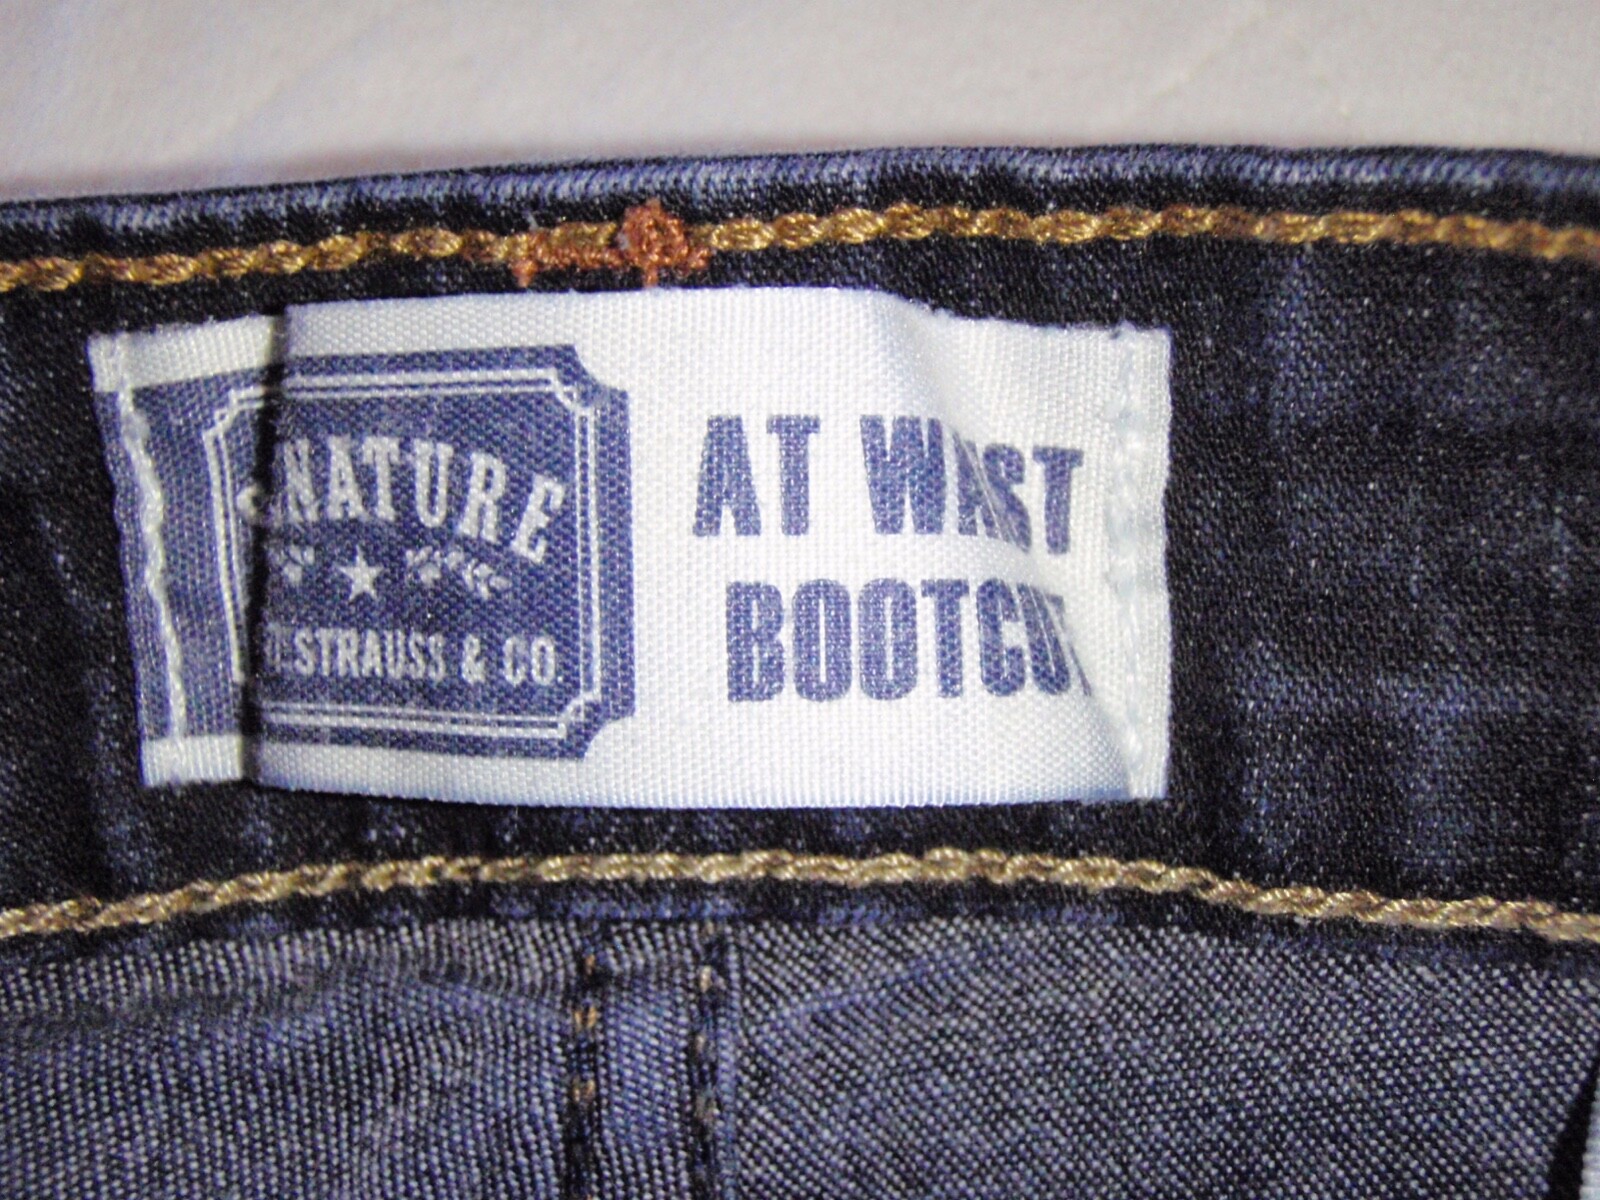 NATURE
STRAUSS & CO.
AT WAIST
BOOTCUT